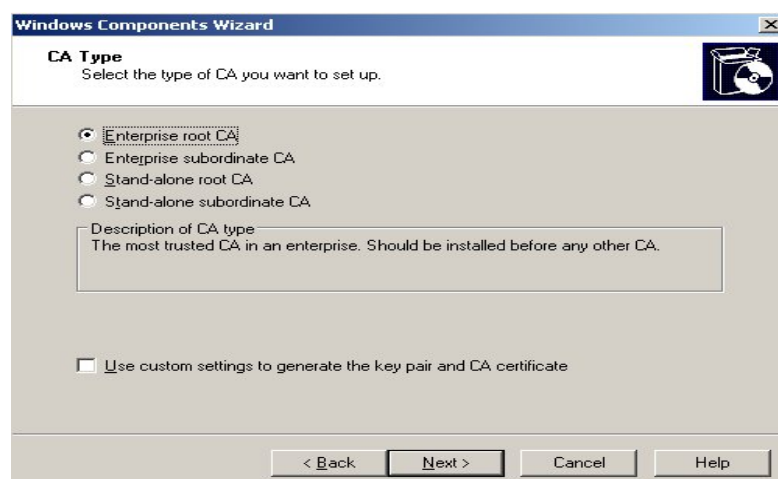 Windows Components Wizard
CA Type
Select the type of CA you want to set up.
Enterprise root CA
Enterprise subordinate CA
Stand-alone root CA
Stand-alone subordinate CA
Description of CA type
The most trusted CA in an enterprise. Should be installed before any other CA.
Use custom settings to generate the key pair and CA certificate
< Back Next > Cancel Help